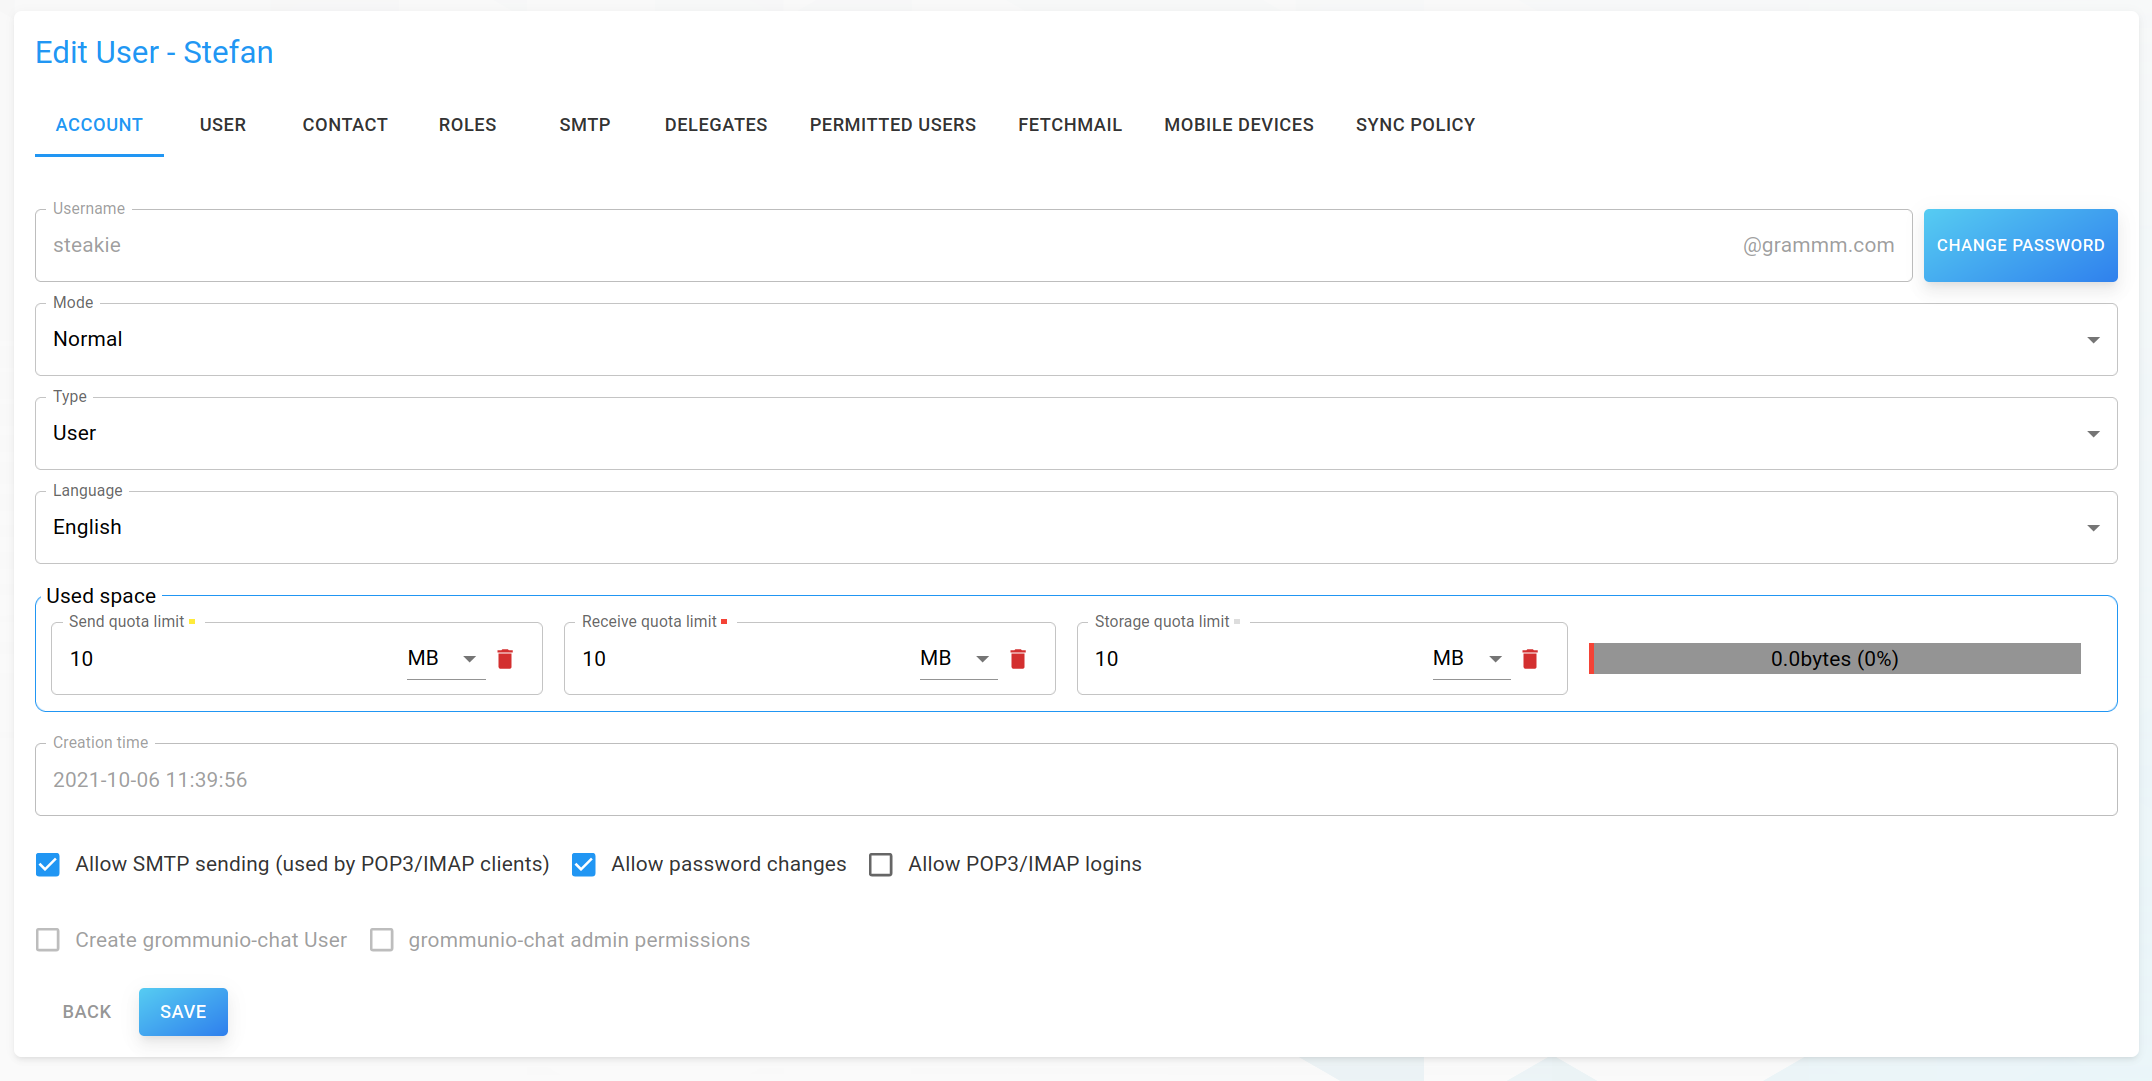 Edit User - Stefan
ACCOUNT USER CONTACT ROLES SMTP DELEGATES PERMITTED USERS FETCHMAIL MOBILE DEVICES SYNC POLICY
Username
steakie @grammm.com CHANGE PASSWORD
Mode
Normal
Type
User
Language
English
Used space
Send quota limit Receive quota limit Storage quota limit
10 MB 10 MB 10 MB 0.0bytes (0%)
Creation time
2021-10-06 11:39:56
Allow SMTP sending (used by POP3/IMAP clients) Allow password changes Allow POP3/IMAP logins
Create grommunio-chat User grommunio-chat admin permissions
BACK SAVE